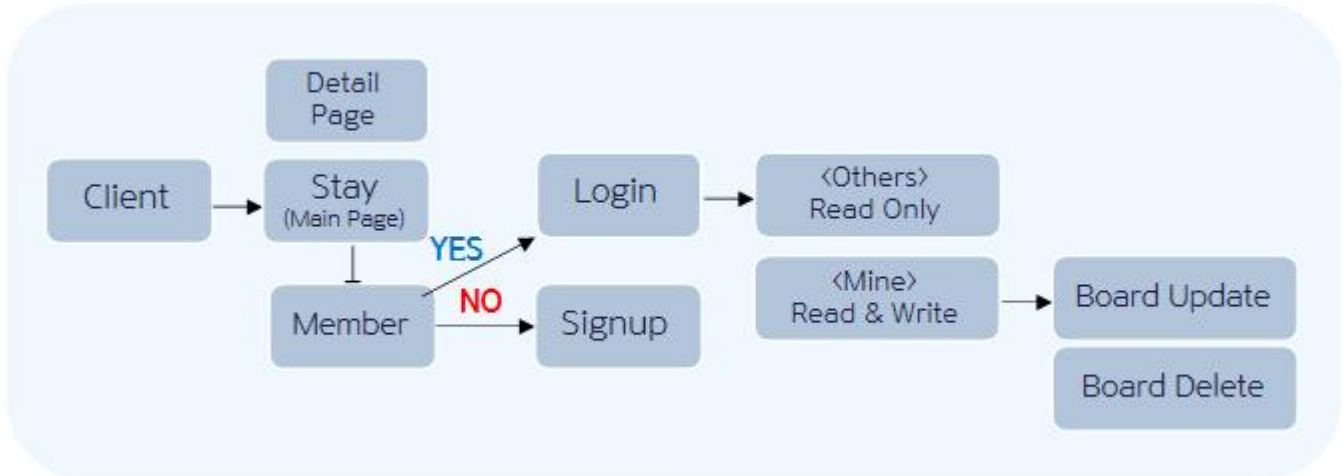 Detail
Page
Client
Stay
(Main Page)
Login
<Others>
Read Only
YES
NO
Member
Signup
<Mine>
Read & Write
Board Update
Board Delete